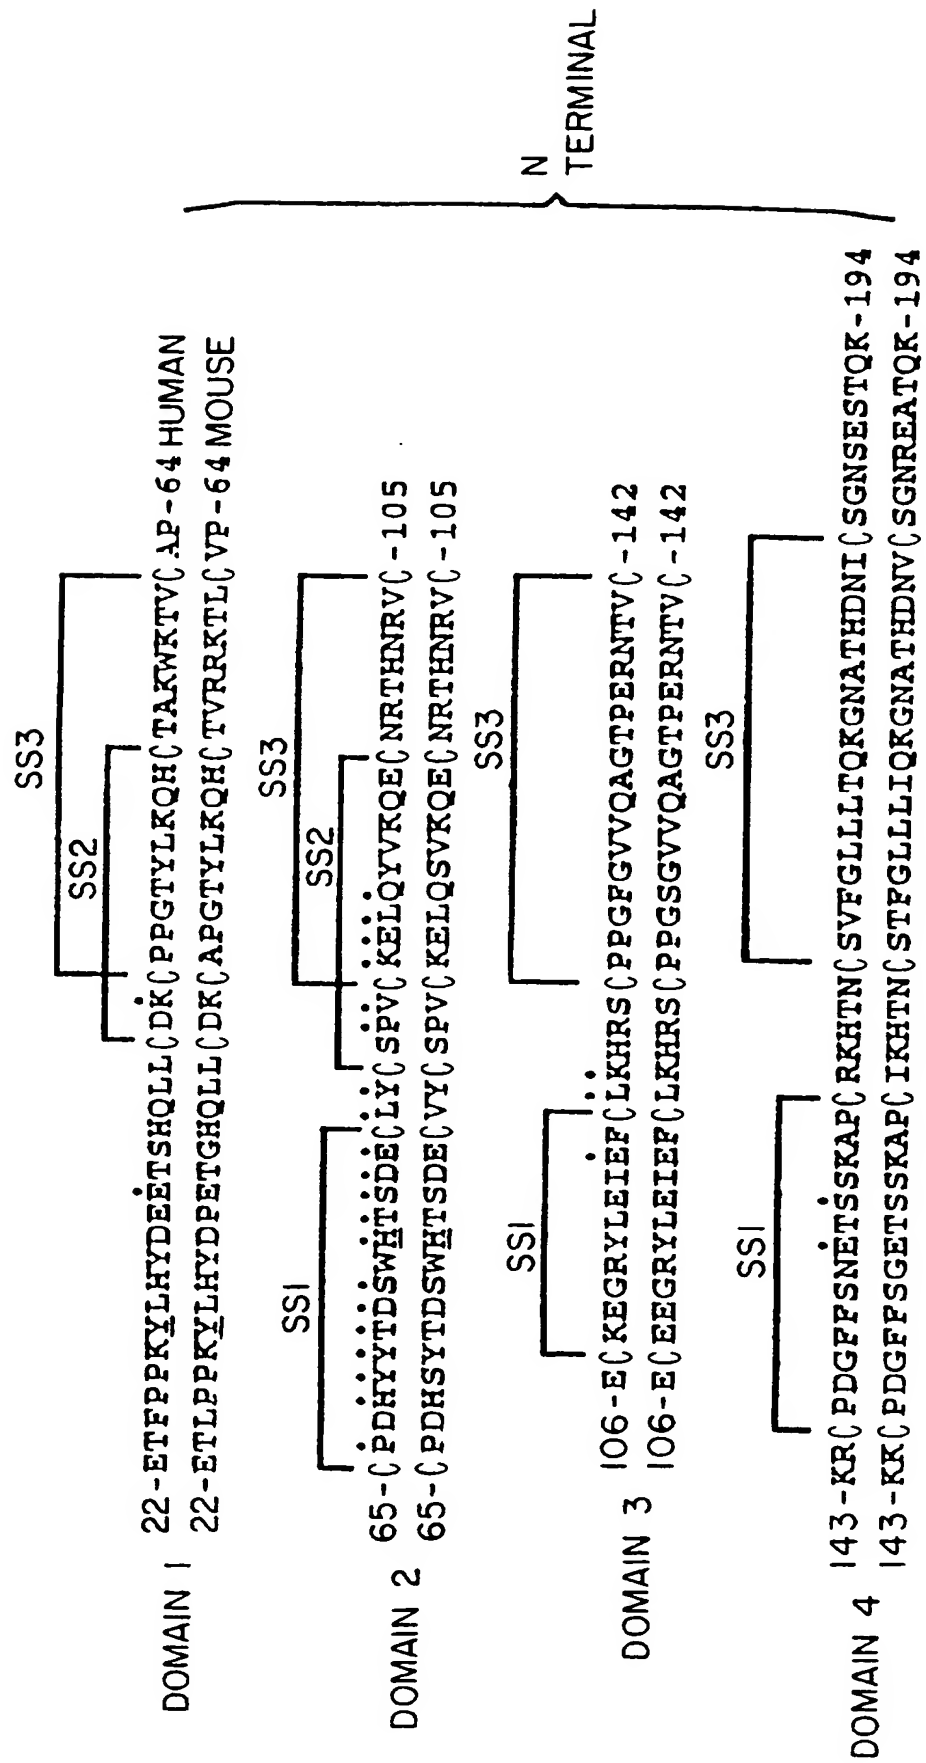 SS3
SS2
DOMAIN 1 22-ETFPPKYLHYDEETSHQLLCDKCPPGTYLKQHCTAKWKTVCAP-64 HUMAN
22-ETLPPKYLHYDPETGHQLLCDKCAPGTYLKQHCTVRRKTLCVP-64 MOUSE
SS1
SS3
SS2
DOMAIN 2 65-CPDHYYTDSWHTSDECLYCSPVCKELQYVKQECNRTHNRVC-105
65-CPDHSYTDSWHTSDECVYCSPVCKELQSVKQECNRTHNRVC-105
SS1
SS3
DOMAIN 3 106-ECKEGRYLEIEFCLKHRSCPPGFGVVQAGTPERNTVC-142
106-ECEEGRYLEIEFCLKHRSCPPGSGVVQAGTPERNTVC-142
SS1
SS3
DOMAIN 4 143-KRCPDGFFSNETSSKAPCRKHTNCSVFGLLLTQKGNATHDNICSGNSESTQK-194
143-KKCPDGFFSGETSSKAPCIKHTNCSTFGLLLIQKGNATHDNVCSGNREATQK-194
N
TERMINAL